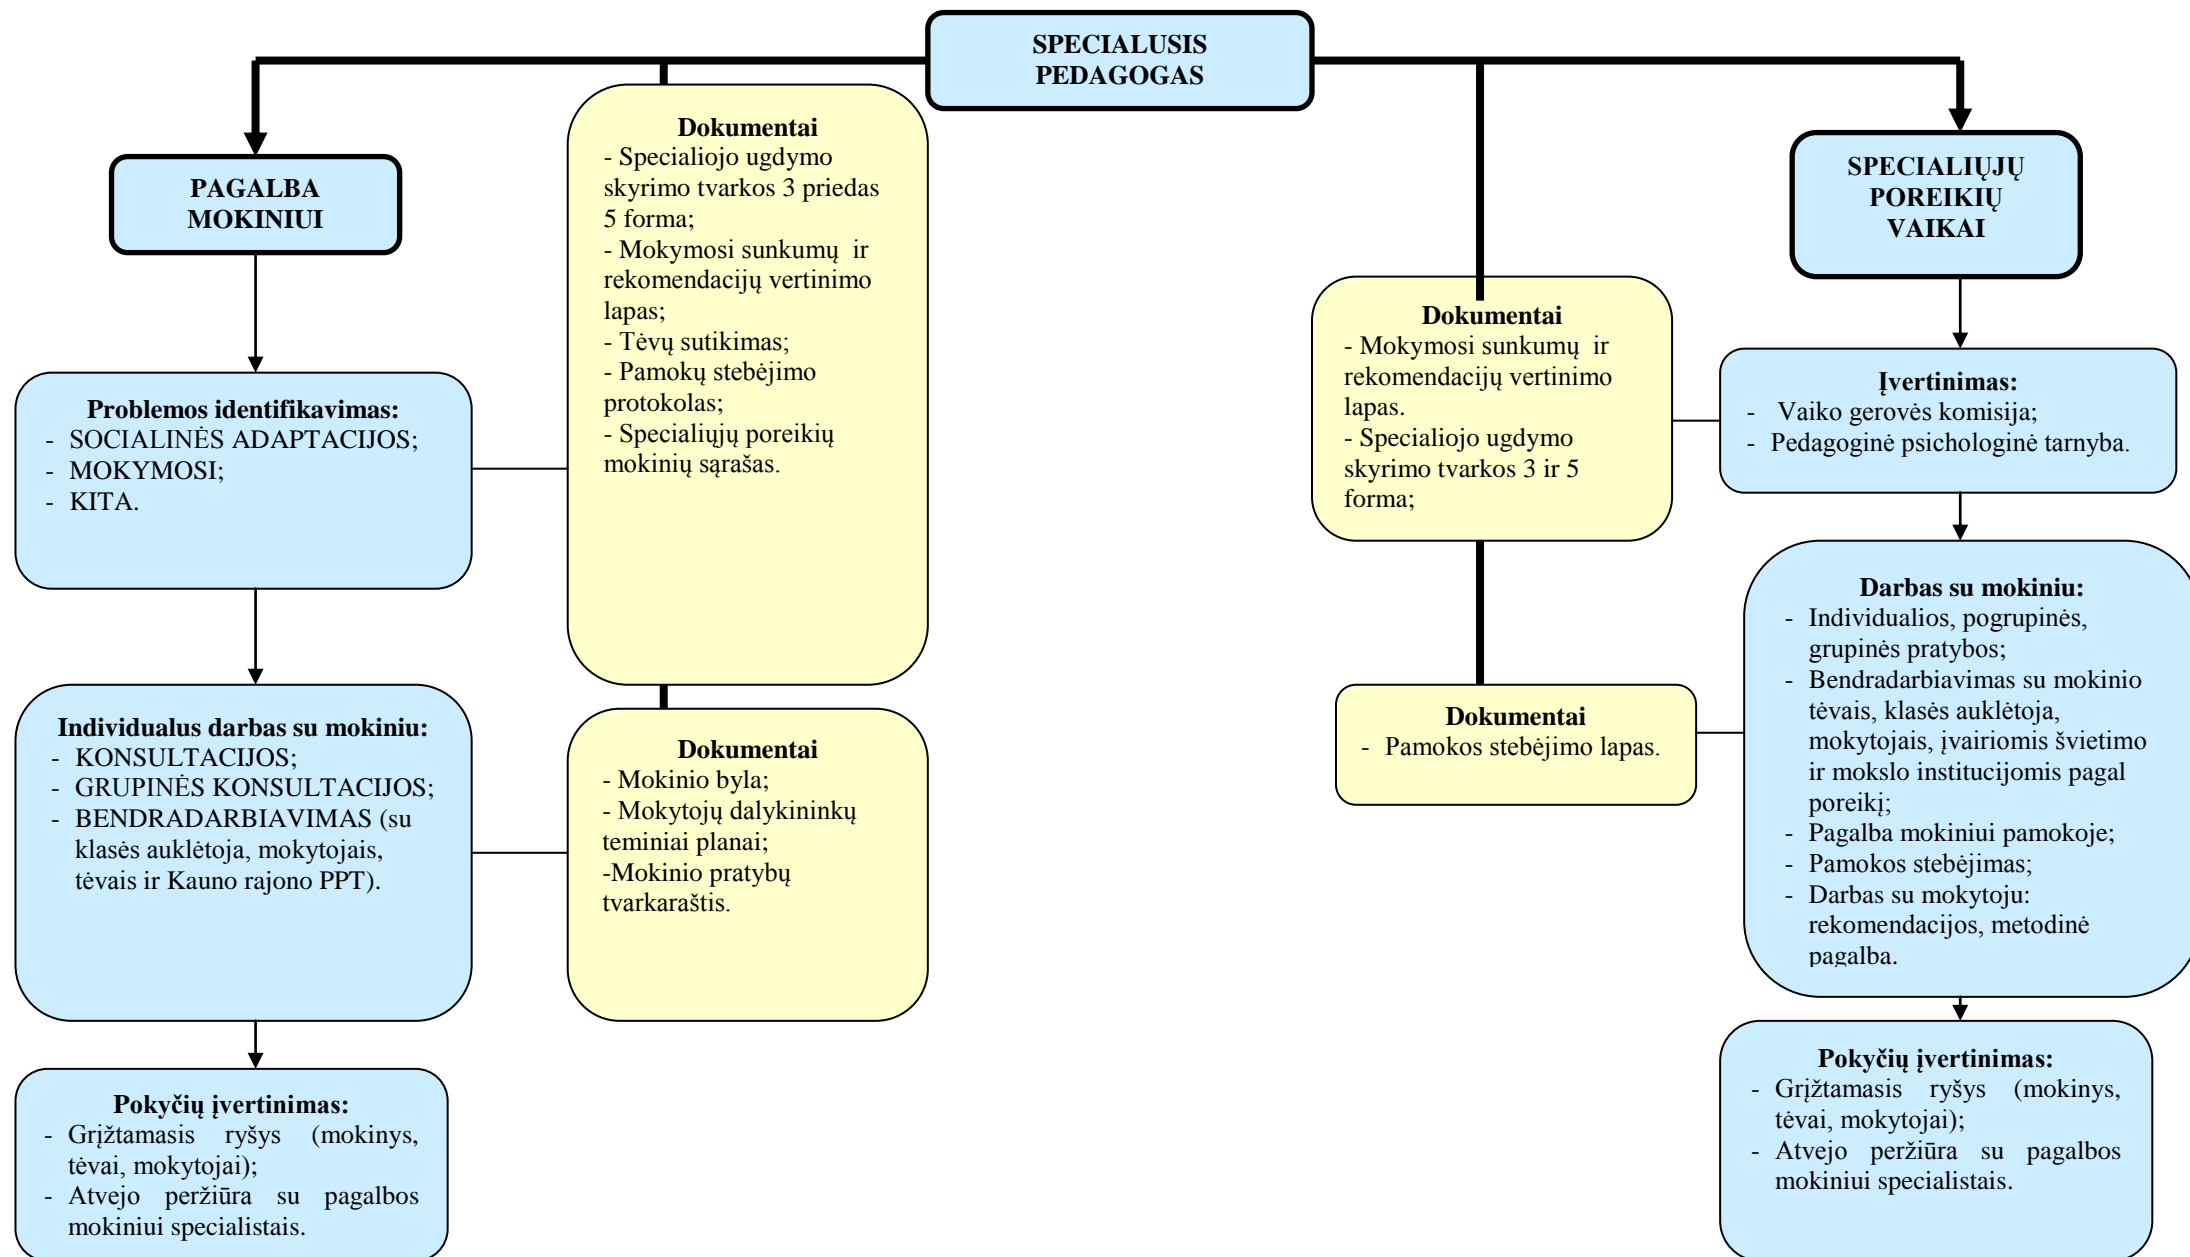 SPECIALUSIS
PEDAGOGAS
PAGALBA
MOKINIUI
Problemos identifikavimas:
- SOCIALINĖS ADAPTACIJOS;
- MOKYMOSI;
- KITA.
Individualus darbas su mokiniu:
- KONSULTACIJOS;
- GRUPINĖS KONSULTACIJOS;
- BENDRADARBIAVIMAS (su
klasės auklėtoja, mokytojais,
tėvais ir Kauno rajono PPT).
Pokyčių įvertinimas:
- Grįžtamasis ryšys (mokinys,
tėvai, mokytojai);
- Atvejo peržiūra su pagalbos
mokiniui specialistais.
Dokumentai
- Specialiojo ugdymo
skyrimo tvarkos 3 priedas
5 forma;
- Mokymosi sunkumų ir
rekomendacijų vertinimo
lapas;
- Tėvų sutikimas;
- Pamokų stebėjimo
protokolas;
- Specialiųjų poreikių
mokinių sąrašas.
Dokumentai
- Mokinio byla;
- Mokytojų dalykininkų
teminiai planai;
-Mokinio pratybų
tvarkaraštis.
Dokumentai
- Mokymosi sunkumų ir
rekomendacijų vertinimo
lapas.
- Specialiojo ugdymo
skyrimo tvarkos 3 ir 5
forma;
Dokumentai
- Pamokos stebėjimo lapas.
SPECIALIŲJŲ
POREIKIŲ
VAIKAI
Įvertinimas:
- Vaiko gerovės komisija;
- Pedagoginė psichologinė tarnyba.
Darbas su mokiniu:
- Individualios, pogrupinės,
grupinės pratybos;
- Bendradarbiavimas su mokinio
tėvais, klasės auklėtoja,
mokytojais, įvairiomis švietimo
ir mokslo institucijomis pagal
poreikį;
- Pagalba mokiniui pamokoje;
- Pamokos stebėjimas;
- Darbas su mokytoju:
rekomendacijos, metodinė
pagalba.
Pokyčių įvertinimas:
- Grįžtamasis ryšys (mokinys,
tėvai, mokytojai);
- Atvejo peržiūra su pagalbos
mokiniui specialistais.